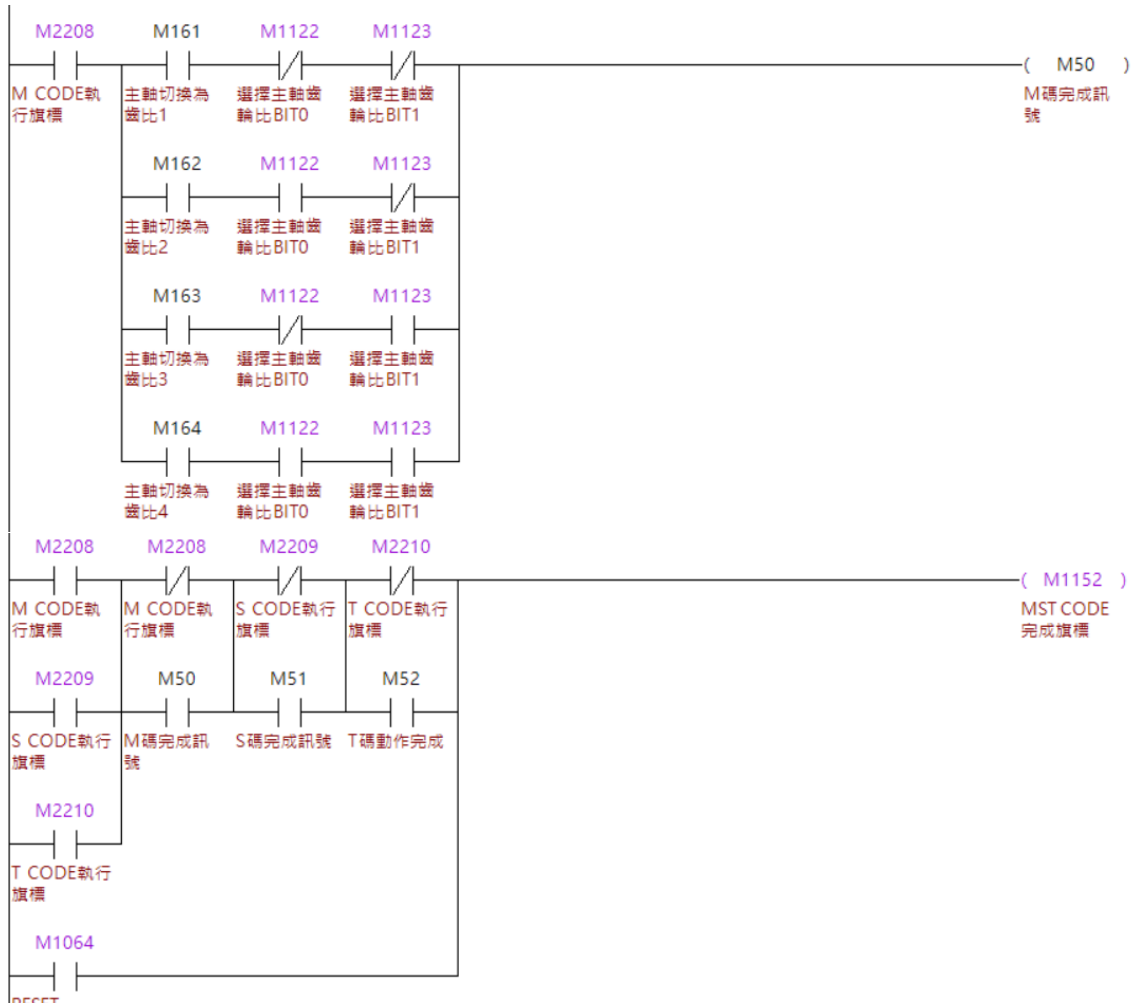 M2208 M161 M1122 M1123
( M50 )
M CODE執 主軸切換為 選擇主軸齒 選擇主軸齒 M碼完成訊
行旗標 齒比1 輪比BIT0 輪比BIT1 號
M162 M1122 M1123
主軸切換為 選擇主軸齒 選擇主軸齒
齒比2 輪比BIT0 輪比BIT1
M163 M1122 M1123
主軸切換為 選擇主軸齒 選擇主軸齒
齒比3 輪比BIT0 輪比BIT1
M164 M1122 M1123
主軸切換為 選擇主軸齒 選擇主軸齒
齒比4 輪比BIT0 輪比BIT1
M2208 M2208 M2209 M2210
( M1152 )
M CODE執 M CODE執 S CODE執行 T CODE執行 MST CODE
行旗標 行旗標 旗標 旗標 完成旗標
M2209 M50 M51 M52
S CODE執行 M碼完成訊 S碼完成訊號 T碼動作完成
旗標 號
M2210
T CODE執行
旗標
M1064
RESET